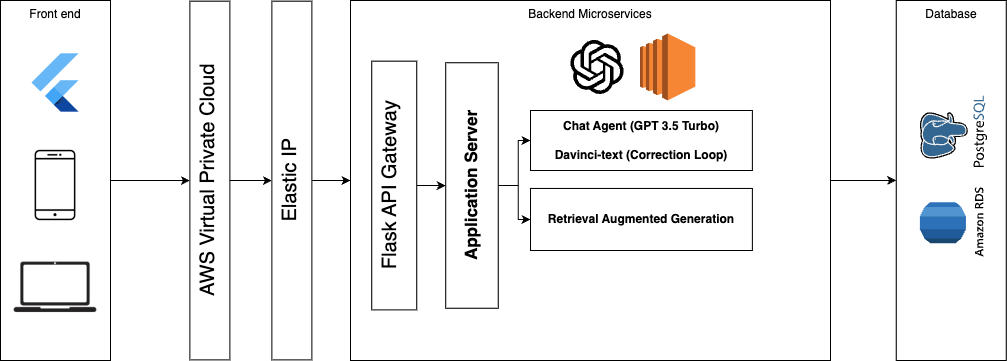 Front end
AWS Virtual Private Cloud
Elastic IP
Backend Microservices
Flask API Gateway
Application Server
Chat Agent (GPT 3.5 Turbo)
Davinci-text (Correction Loop)
Retrieval Augmented Generation
Database
PostgreSQL
Amazon RDS